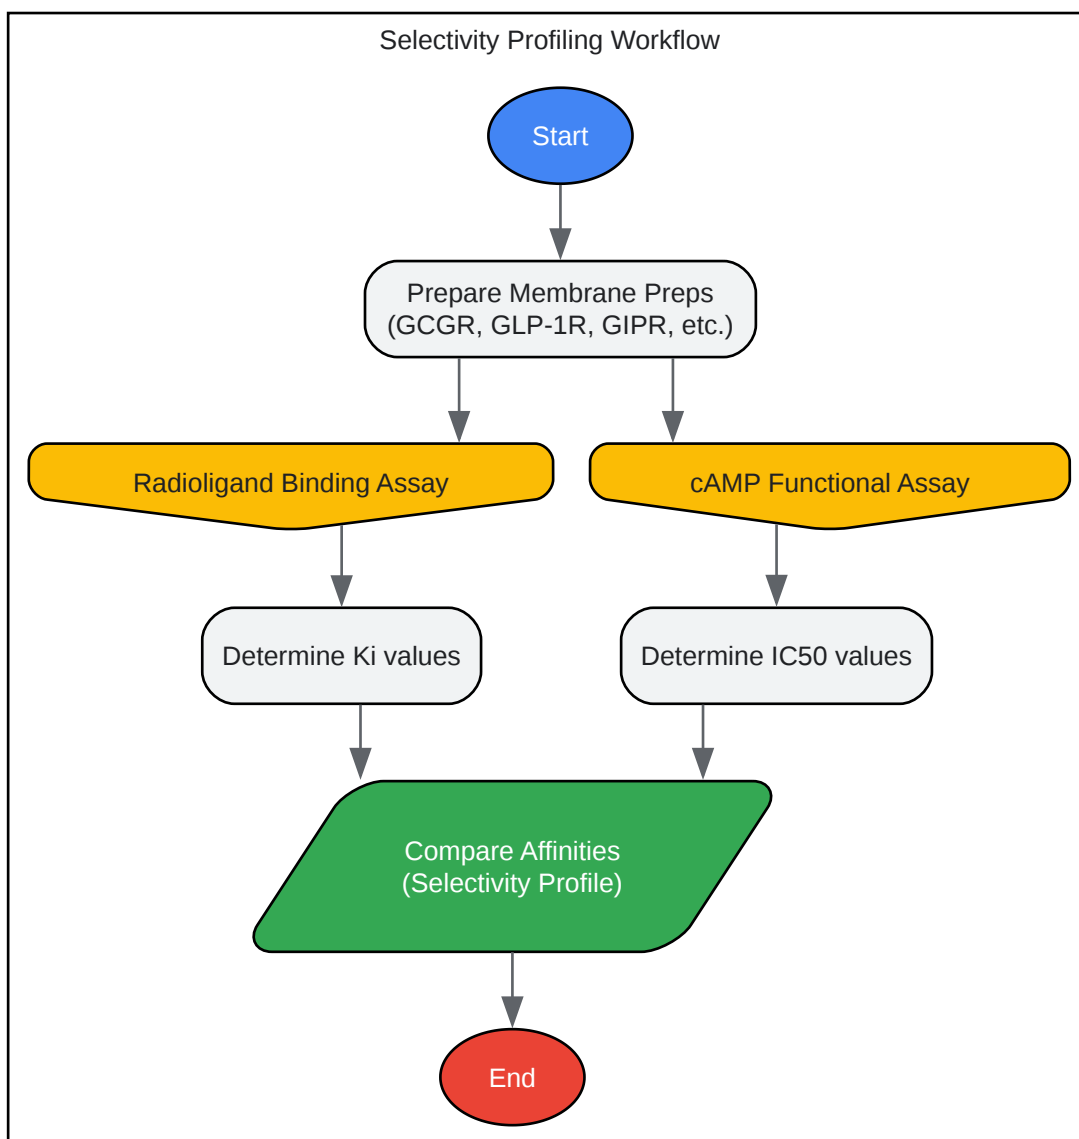 Selectivity Profiling Workflow
Start
Prepare Membrane Preps
(GCGR, GLP-1R, GIPR, etc.)
Radioligand Binding Assay
cAMP Functional Assay
Determine Ki values
Determine IC50 values
Compare Affinities
(Selectivity Profile)
End